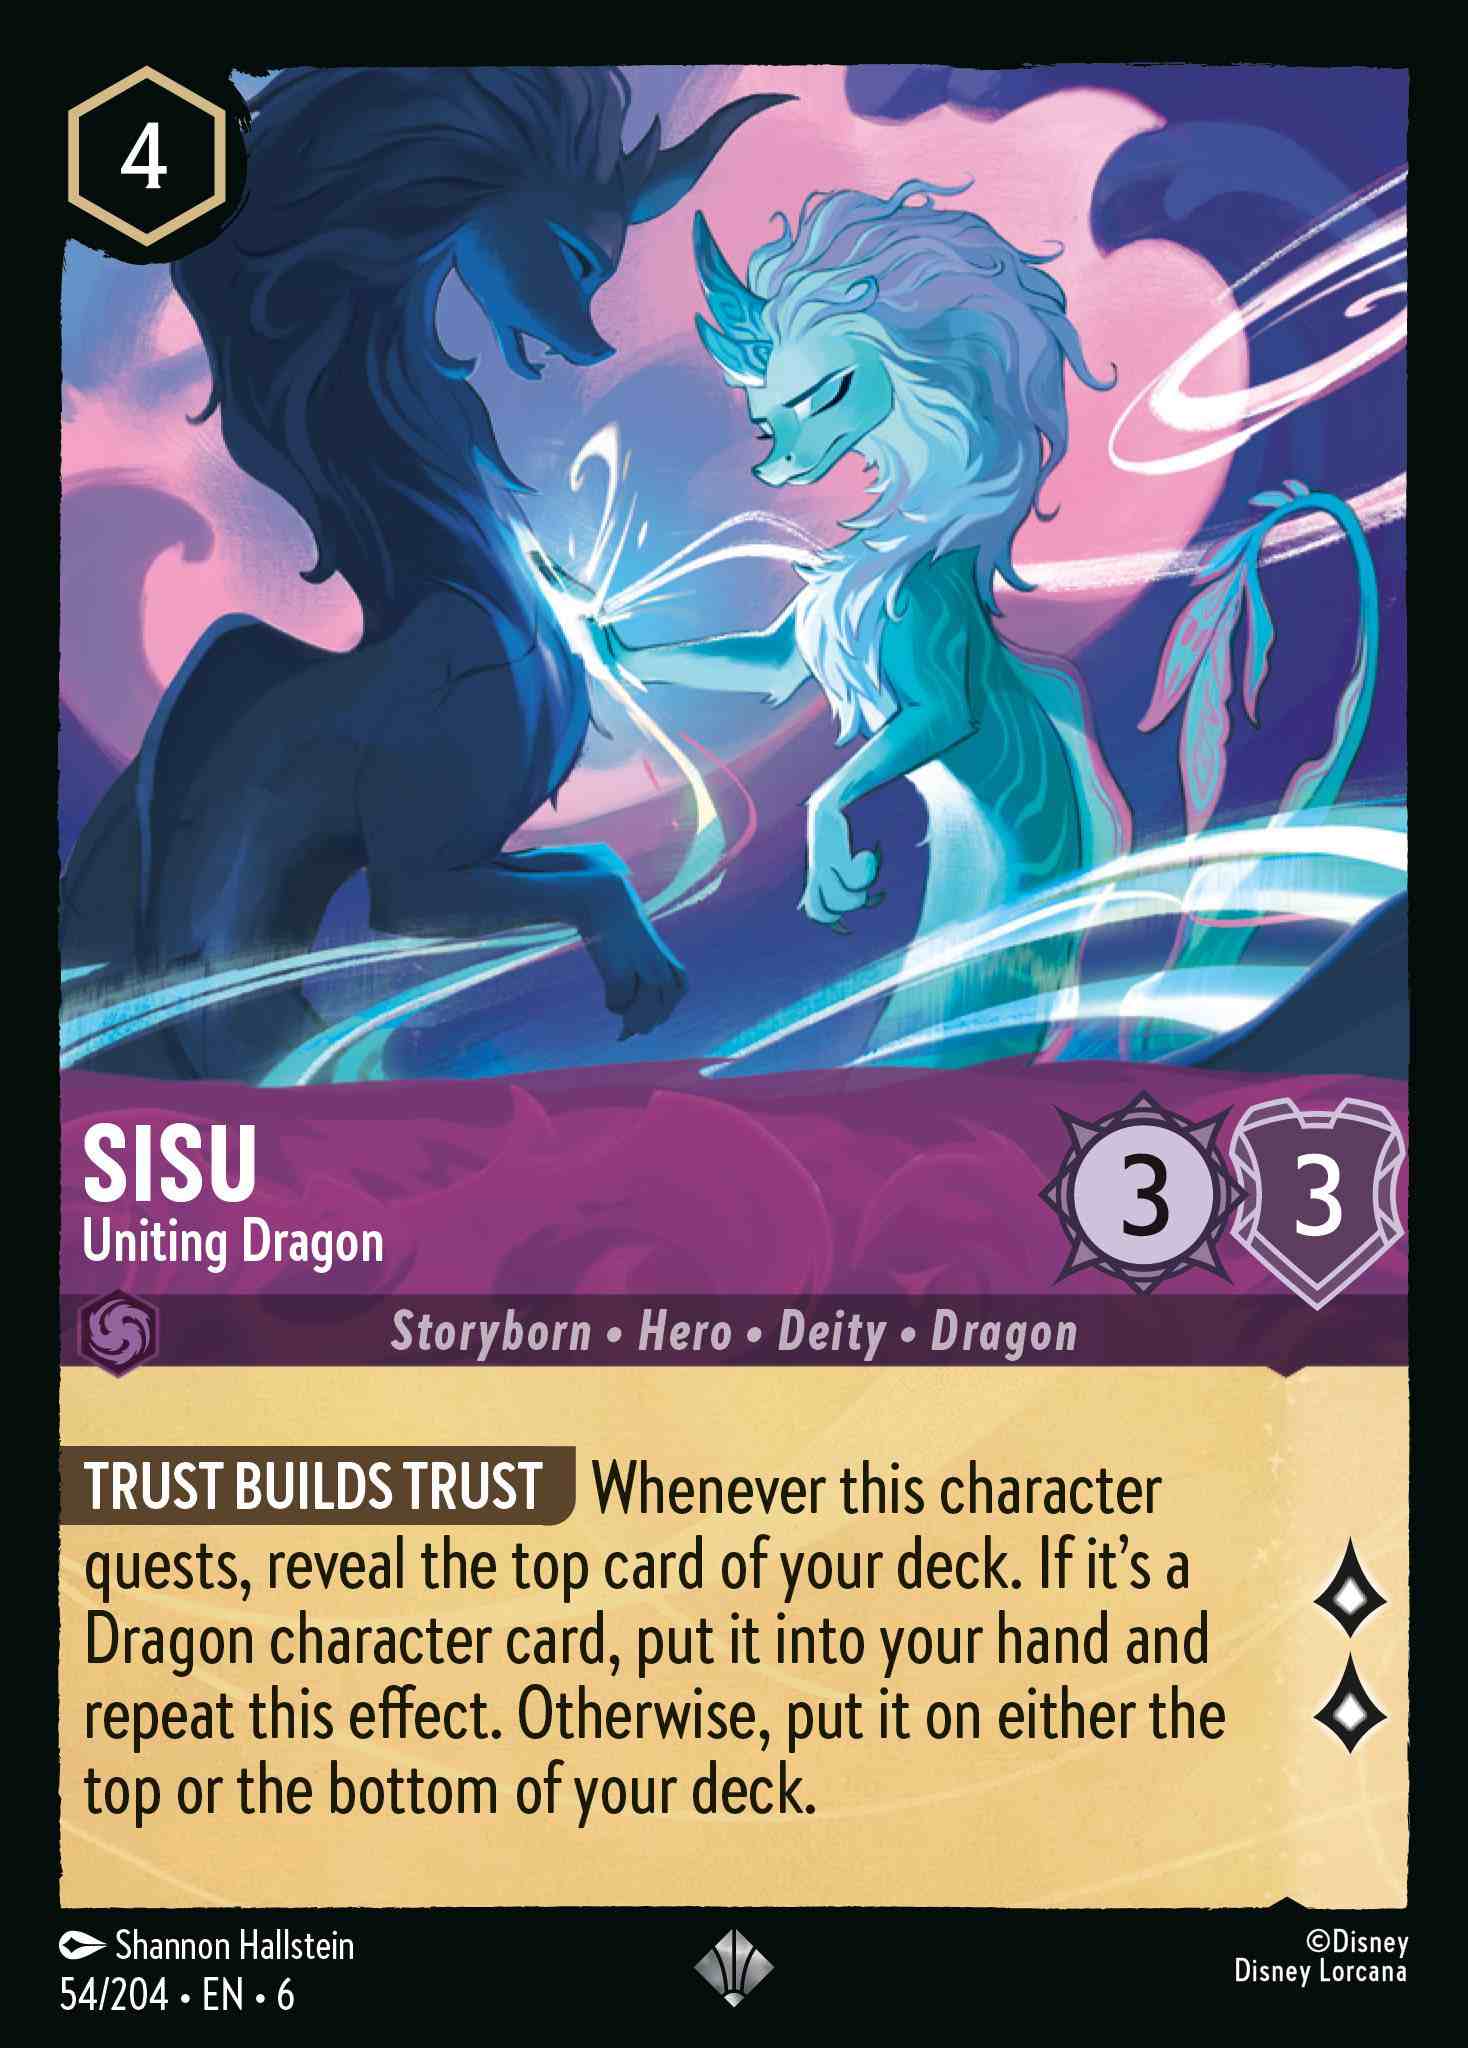 4
SISU
Uniting Dragon
3
3
Storyborn • Hero • Deity • Dragon
TRUST BUILDS TRUST Whenever this character
quests, reveal the top card of your deck. If it’s a
Dragon character card, put it into your hand and
repeat this effect. Otherwise, put it on either the
top or the bottom of your deck.
Shannon Hallstein
54/204 • EN • 6
©Disney
Disney Lorcana